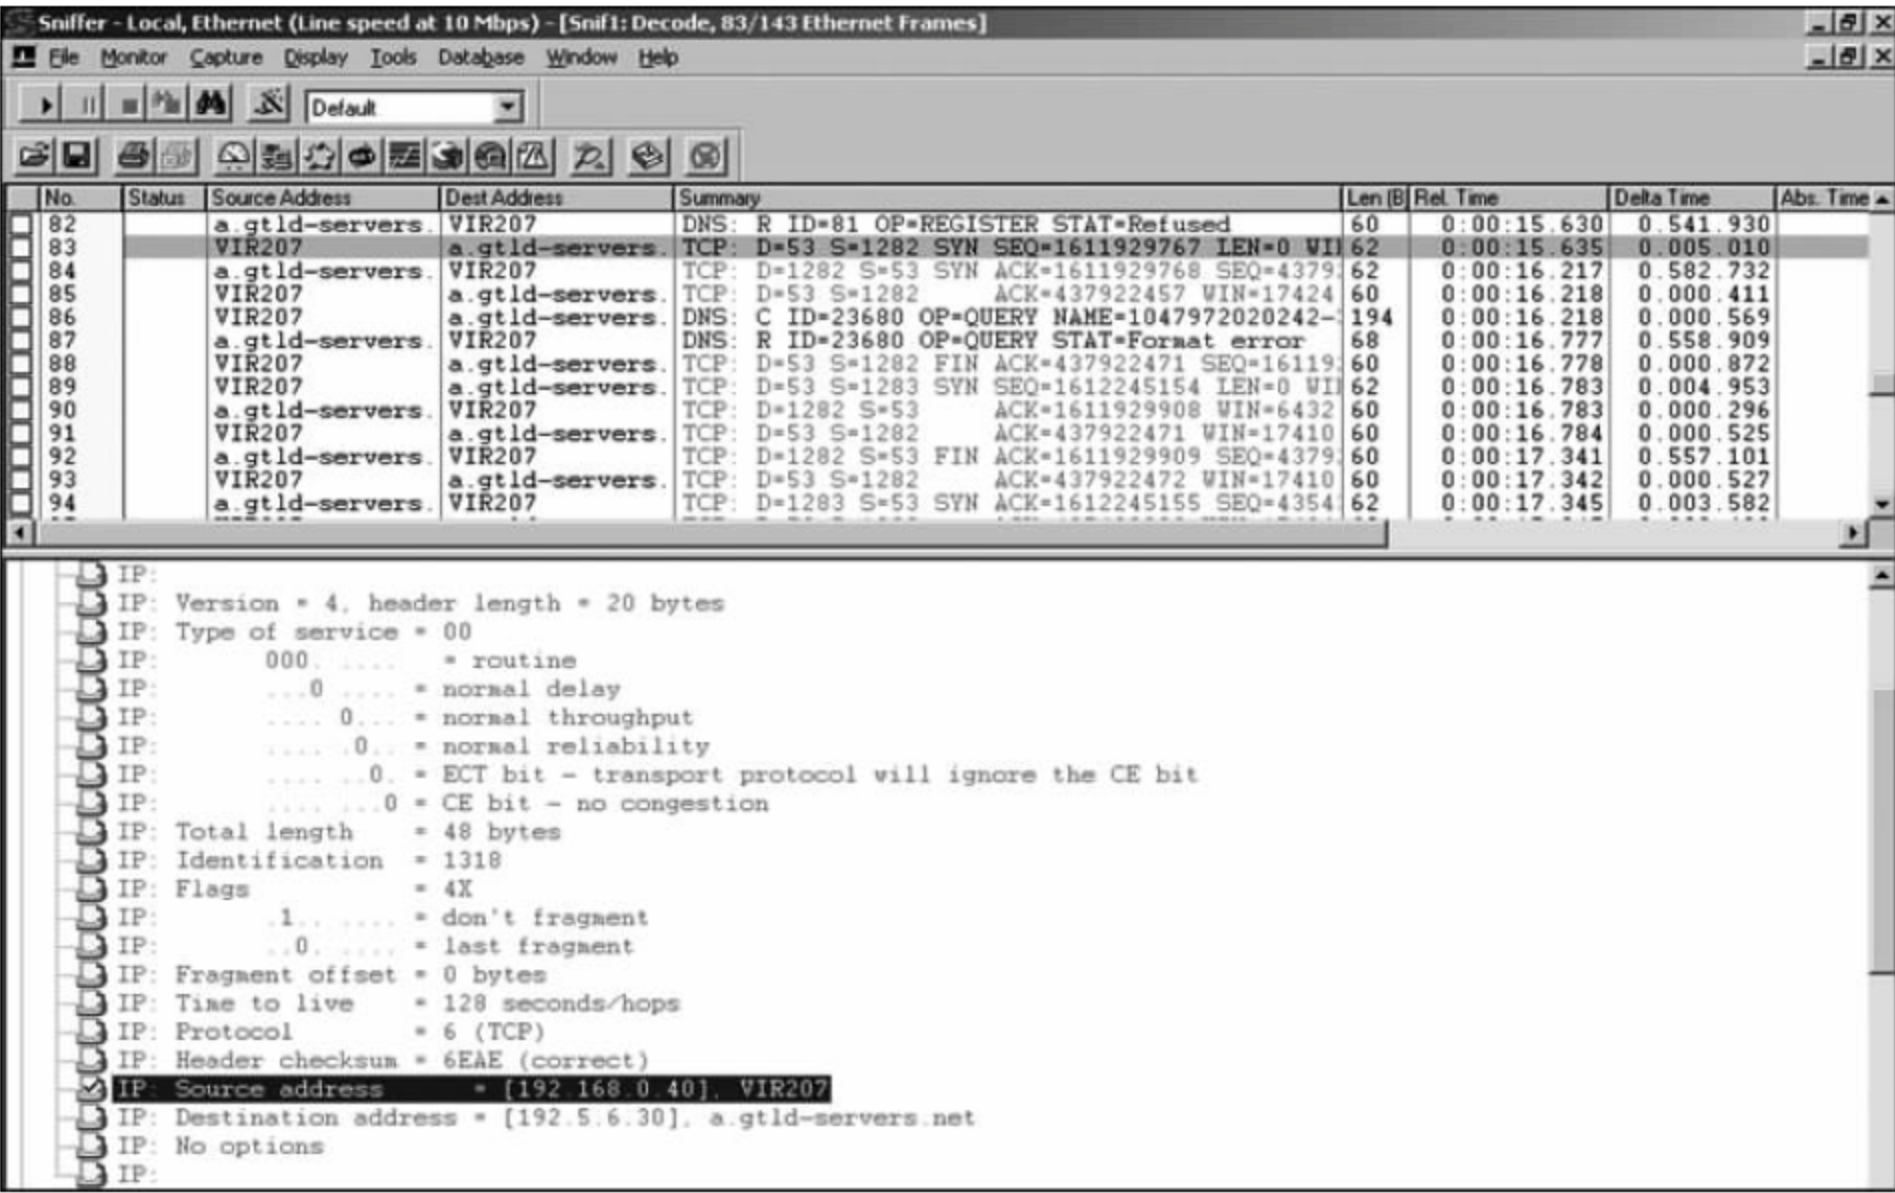 Sniffer - Local, Ethernet (Line speed at 10 Mbps) - [Snif1: Decode, 83/143 Ethernet Frames]
File Monitor Capture Display Tools Database Window Help
Default
No. Status Source Address Dest Address Summary Len (B Rel. Time Delta Time Abs. Time
82 a.gtld-servers. VIR207 DNS: R ID=81 OP=REGISTER STAT=Refused 60 0:00:15.630 0.541.930
83 VIR207 a.gtld-servers. TCP: D=53 S=1282 SYN SEQ=1611929767 LEN=0 WI 62 0:00:15.635 0.005.010
84 a.gtld-servers. VIR207 TCP: D=1282 S=53 SYN ACK=1611929768 SEQ=4379 62 0:00:16.217 0.582.732
85 VIR207 a.gtld-servers. TCP: D=53 S=1282 ACK=437922457 WIN=17424 60 0:00:16.218 0.000.411
86 VIR207 a.gtld-servers. DNS: C ID=23680 OP=QUERY NAME=1047972020242- 194 0:00:16.218 0.000.569
87 a.gtld-servers. VIR207 DNS: R ID=23680 OP=QUERY STAT=Format error 68 0:00:16.777 0.558.909
88 VIR207 a.gtld-servers. TCP: D=53 S=1282 FIN ACK=437922471 SEQ=16119 60 0:00:16.778 0.000.872
89 VIR207 a.gtld-servers. TCP: D=53 S=1283 SYN SEQ=1612245154 LEN=0 WI 62 0:00:16.783 0.004.953
90 a.gtld-servers. VIR207 TCP: D=1282 S=53 ACK=1611929908 WIN=6432 60 0:00:16.783 0.000.296
91 VIR207 a.gtld-servers. TCP: D=53 S=1282 ACK=437922471 WIN=17410 60 0:00:16.784 0.000.525
92 a.gtld-servers. VIR207 TCP: D=1282 S=53 FIN ACK=1611929909 SEQ=4379 60 0:00:17.341 0.557.101
93 VIR207 a.gtld-servers. TCP: D=53 S=1282 ACK=437922472 WIN=17410 60 0:00:17.342 0.000.527
94 a.gtld-servers. VIR207 TCP: D=1283 S=53 SYN ACK=1612245155 SEQ=4354 62 0:00:17.345 0.003.582
IP:
IP: Version = 4, header length = 20 bytes
IP: Type of service = 00
IP: 000. .... = routine
IP: ...0 .... = normal delay
IP: .... 0... = normal throughput
IP: .... .0.. = normal reliability
IP: .... ..0. = ECT bit - transport protocol will ignore the CE bit
IP: .... ...0 = CE bit - no congestion
IP: Total length = 48 bytes
IP: Identification = 1318
IP: Flags = 4X
IP: .1.. .... = don't fragment
IP: ..0. .... = last fragment
IP: Fragment offset = 0 bytes
IP: Time to live = 128 seconds/hops
IP: Protocol = 6 (TCP)
IP: Header checksum = 6EAE (correct)
IP: Source address = [192.168.0.40], VIR207
IP: Destination address = [192.5.6.30], a.gtld-servers.net
IP: No options
IP: